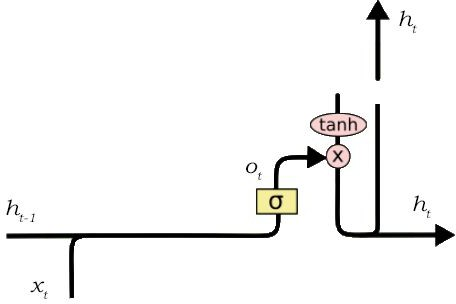 h_t
tanh
x
o_t
σ
h_{t-1}
h_t
x_t